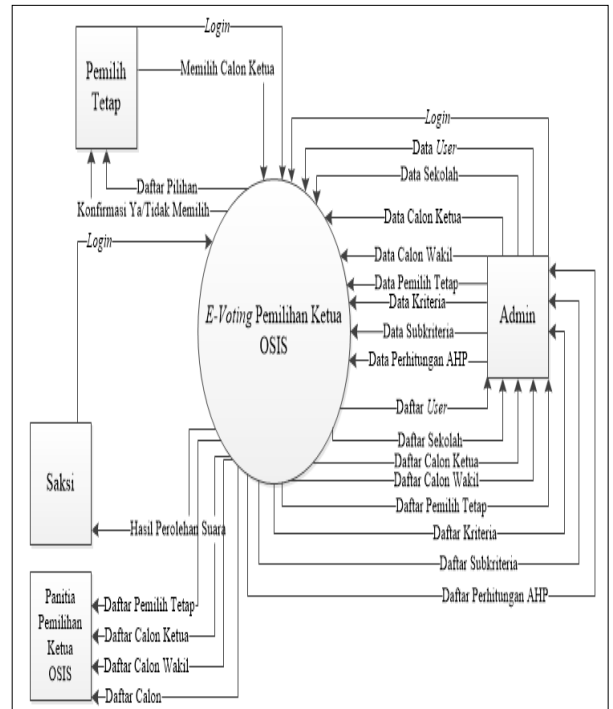 Login
Pemilih
Tetap
Memilih Calon Ketua
Login
Data User
Data Sekolah
Daftar Pilihan
Konfirmasi Ya/Tidak Memilih
Data Calon Ketua
Login
Data Calon Wakil
Data Pemilih Tetap
Data Kriteria
E-Voting Pemilihan Ketua
OSIS
Admin
Data Subkriteria
Data Perhitungan AHP
Daftar User
Daftar Sekolah
Daftar Calon Ketua
Daftar Calon Wakil
Saksi
Daftar Pemilih Tetap
Hasil Perolehan Suara
Daftar Kriteria
Daftar Subkriteria
Daftar Perhitungan AHP
Panitia
Pemilihan
Ketua
OSIS
Daftar Pemilih Tetap
Daftar Calon Ketua
Daftar Calon Wakil
Daftar Calon